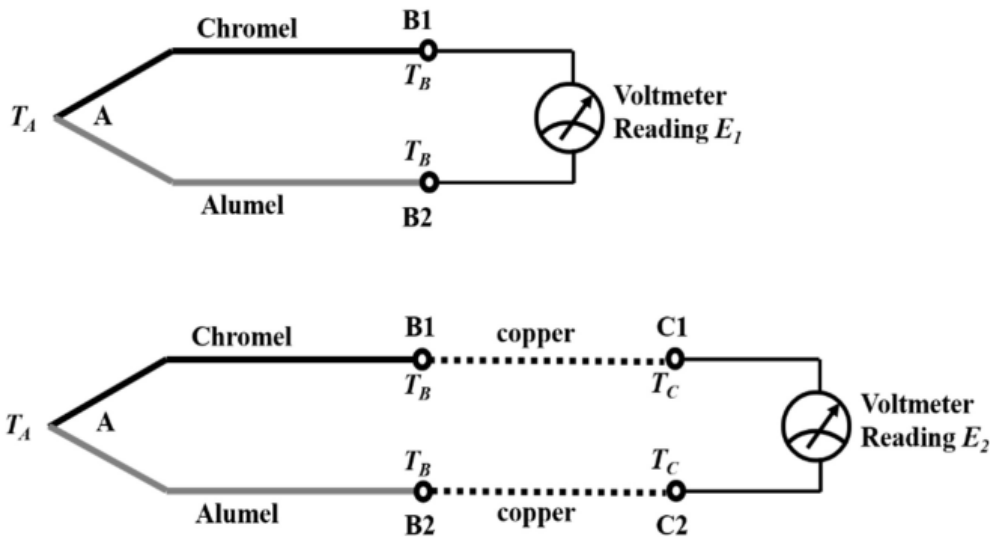 B1
Chromel
T_B
T_A A
Voltmeter
Reading E_1
T_B
Alumel
B2
Chromel
B1 copper C1
T_B T_C
T_A A
Voltmeter
Reading E_2
T_B T_C
Alumel
B2 copper C2